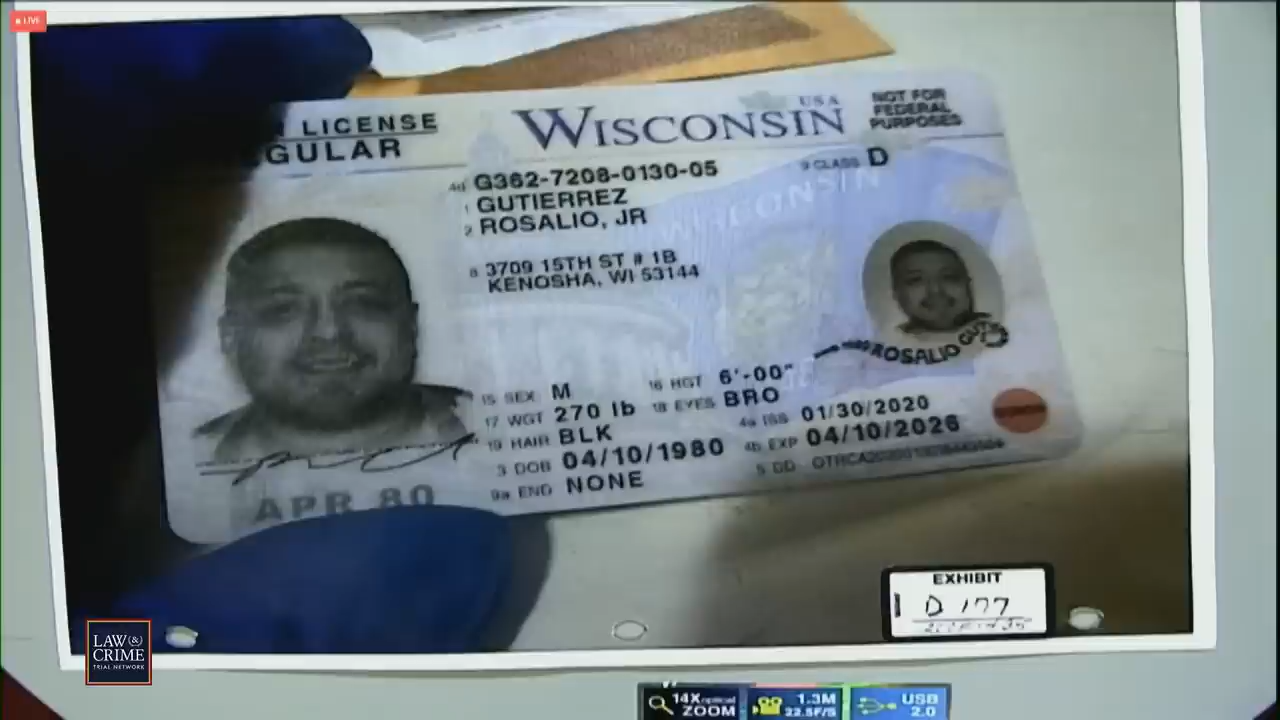 LIVE
LICENSE
GULAR
WISCONSIN
USA
NOT FOR
FEDERAL
PURPOSES
4d G362-7208-0130-05
9 CLASS D
1 GUTIERREZ
2 ROSALIO, JR
8 3709 15TH ST # 1B
KENOSHA, WI 53144
ROSALIO GUT
15 SEX M
16 HGT 6'-00"
17 WGT 270 lb
18 EYES BRO
19 HAIR BLK
4a ISS 01/30/2020
3 DOB 04/10/1980
4b EXP 04/10/2026
9a END NONE
5 DD
APR 80
EXHIBIT
D 177
LAW &
CRIME
TRIAL NETWORK
14X optical
ZOOM
1.3M
22.5F/S
USB
2.0